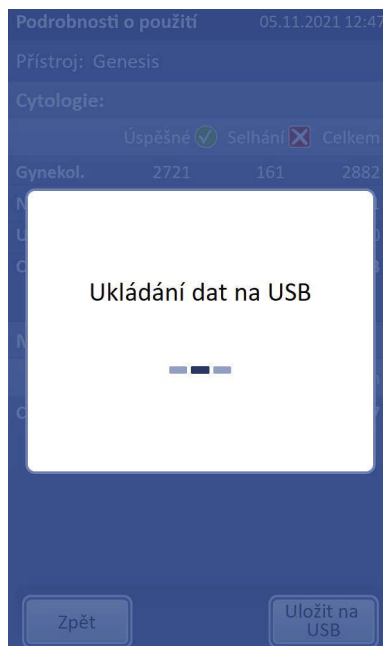 Podrobnosti o použití 05.11.2021 12:47
Přístroj: Genesis
Cytologie:
Úspěšné Selhání Celkem
Gynekol. 2721 161 2882
Ukládání dat na USB
Zpět
Uložit na
USB